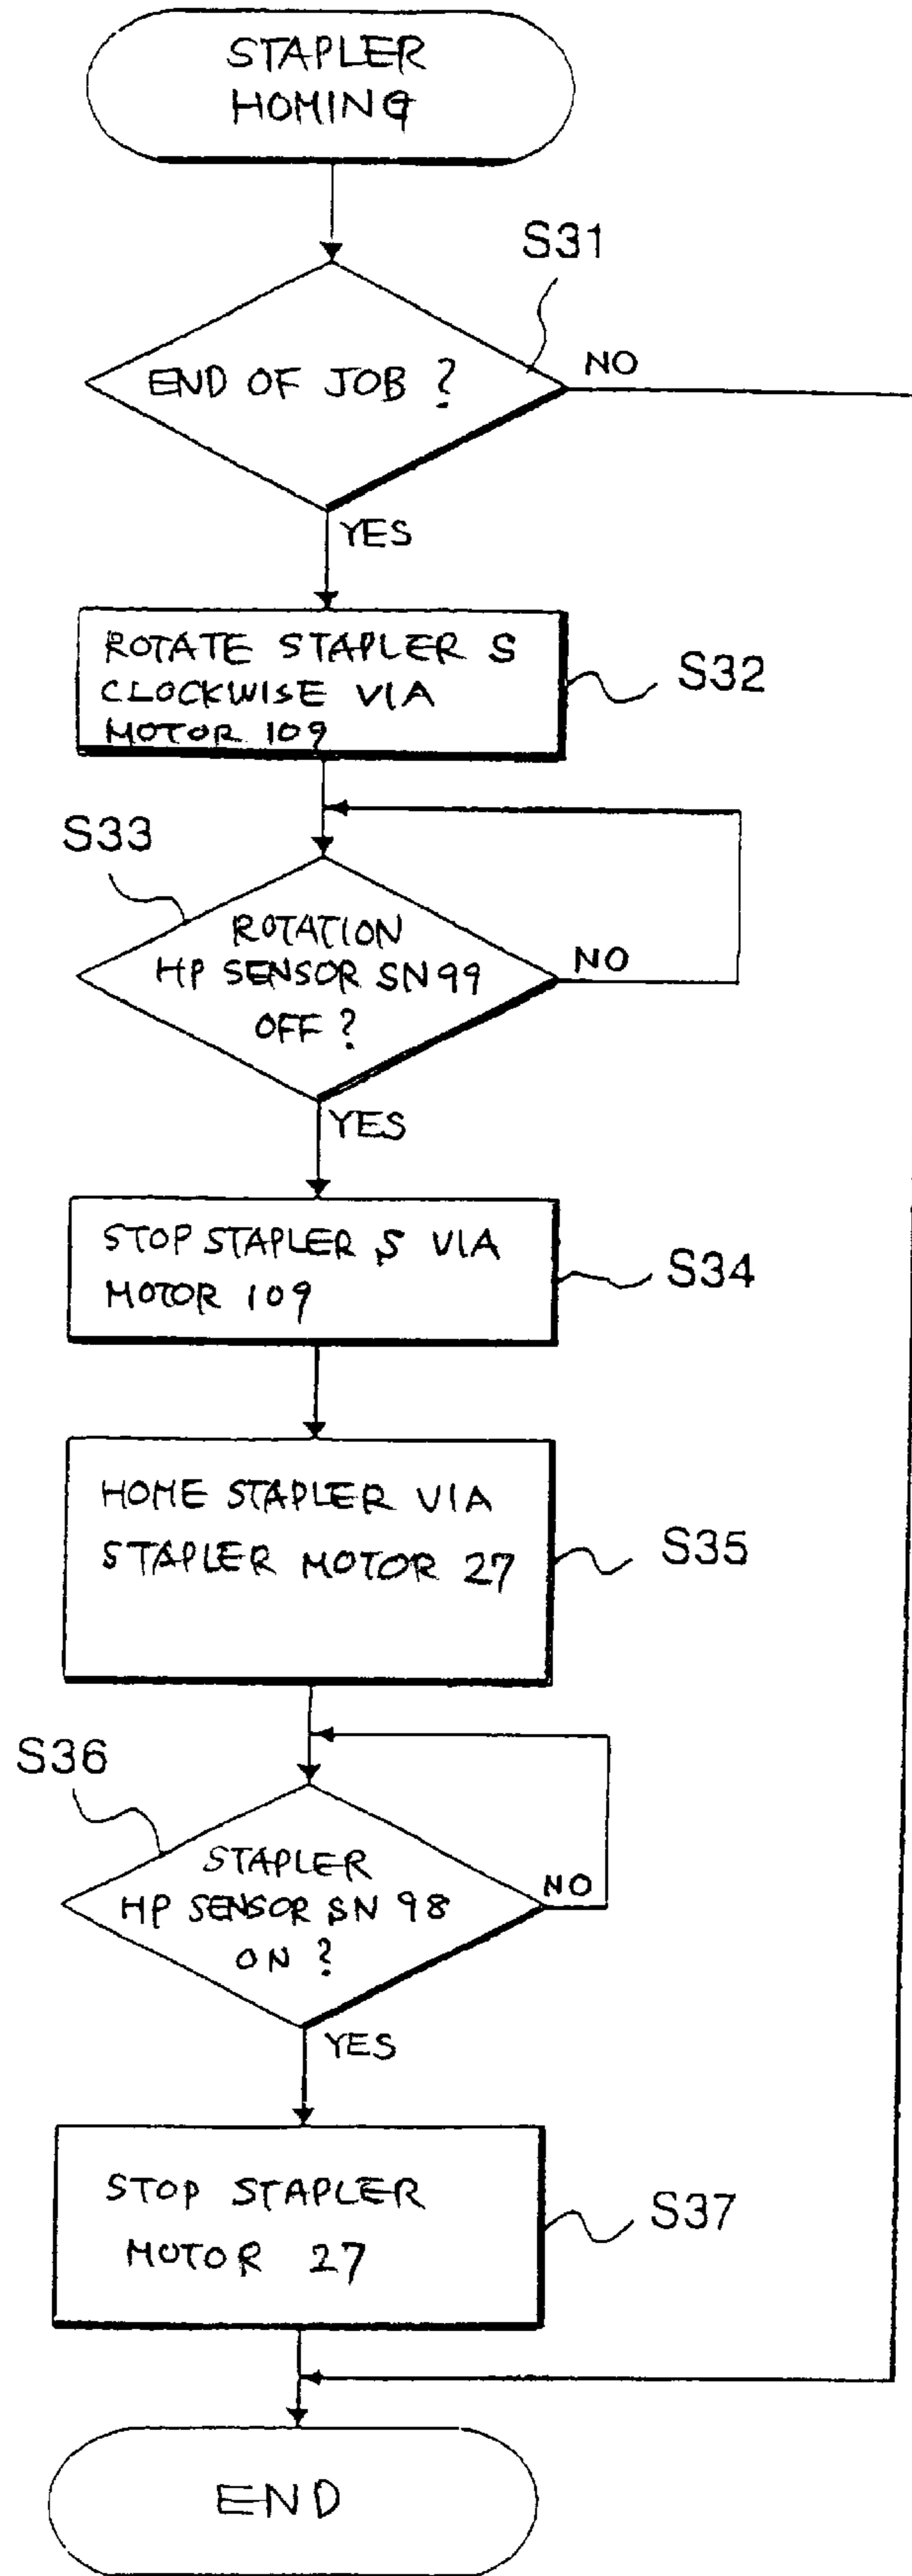 STAPLER
HOMING
S31
END OF JOB ?
NO
YES
ROTATE STAPLER S
CLOCKWISE VIA
MOTOR 109
S32
S33
ROTATION
HP SENSOR SN 99
OFF ?
NO
YES
STOP STAPLER S VIA
MOTOR 109
S34
HOME STAPLER VIA
STAPLER MOTOR 27
S35
S36
STAPLER
HP SENSOR SN 98
ON ?
NO
YES
STOP STAPLER
MOTOR 27
S37
END